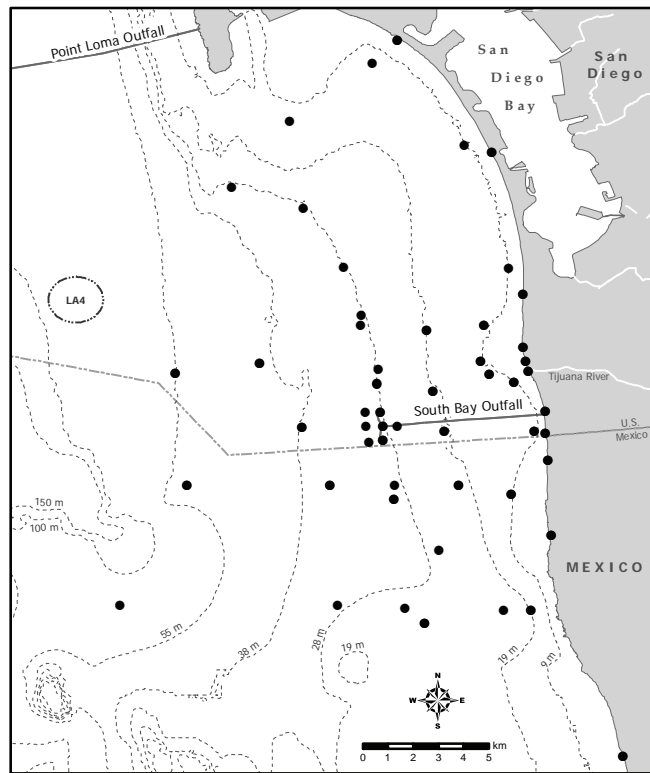 Point Loma Outfall
San
Diego
Bay
San
Diego
LA4
Tijuana River
South Bay Outfall
U.S.
Mexico
150 m
100 m
MEXICO
55 m
38 m
28 m
19 m
19 m
9 m
N
W E
S
0 1 2 3 4 5
km